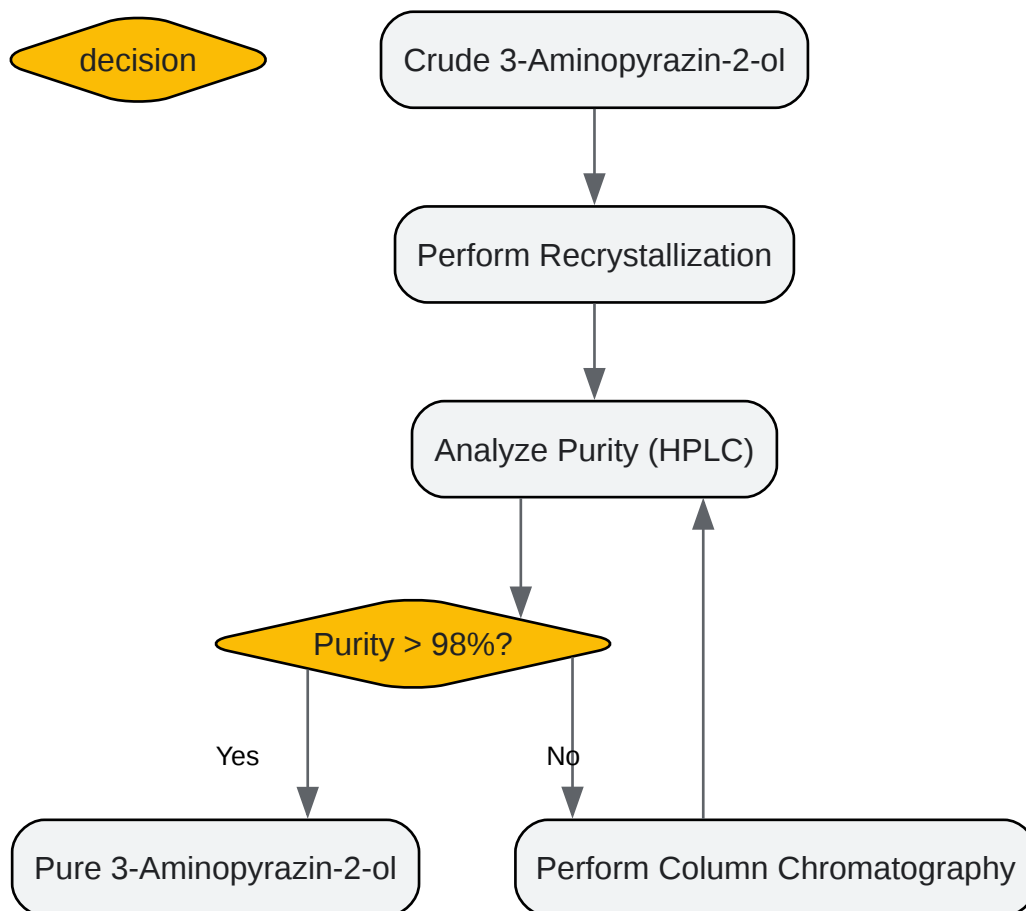 decision
Crude 3-Aminopyrazin-2-ol
Perform Recrystallization
Analyze Purity (HPLC)
Purity > 98%?
Yes
No
Pure 3-Aminopyrazin-2-ol
Perform Column Chromatography